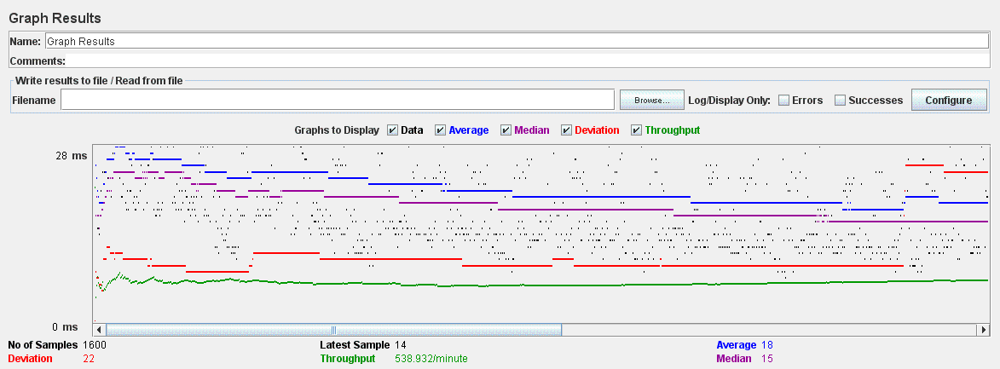 Graph Results
Name: Graph Results
Comments:
Write results to file / Read from file
Filename Browse... Log/Display Only: Errors Successes Configure
Graphs to Display Data Average Median Deviation Throughput
28 ms
0 ms
No of Samples 1600 Latest Sample 14 Average 18
Deviation 22 Throughput 538.932/minute Median 15